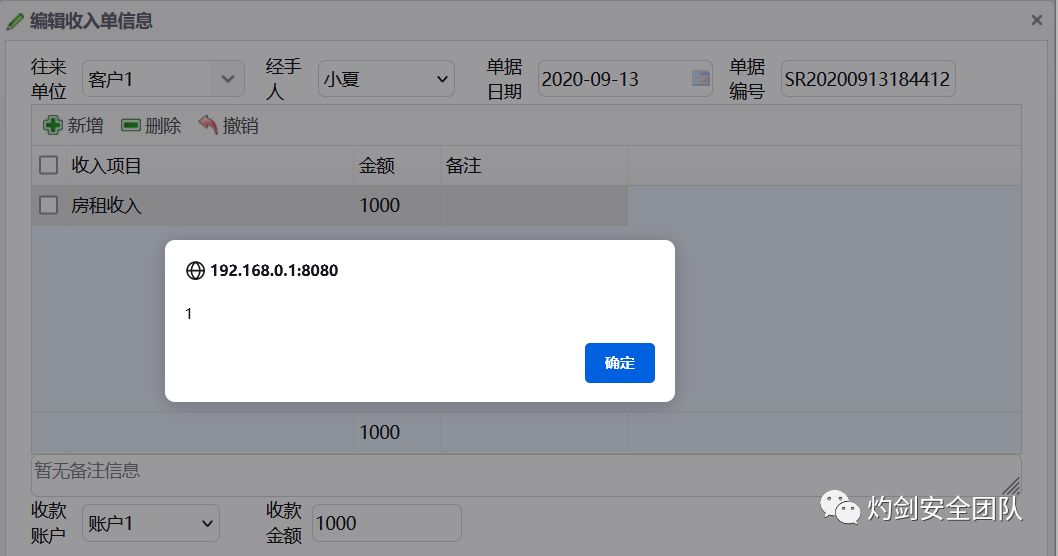 编辑收入单信息
往来单位 客户1 经手人 小夏 单据日期 2020-09-13 单据编号 SR20200913184412
新增 删除 撤销
收入项目 金额 备注
房租收入 1000
192.168.0.1:8080
1
确定
1000
暂无备注信息
收款账户 账户1 收款金额 1000
灼剑安全团队